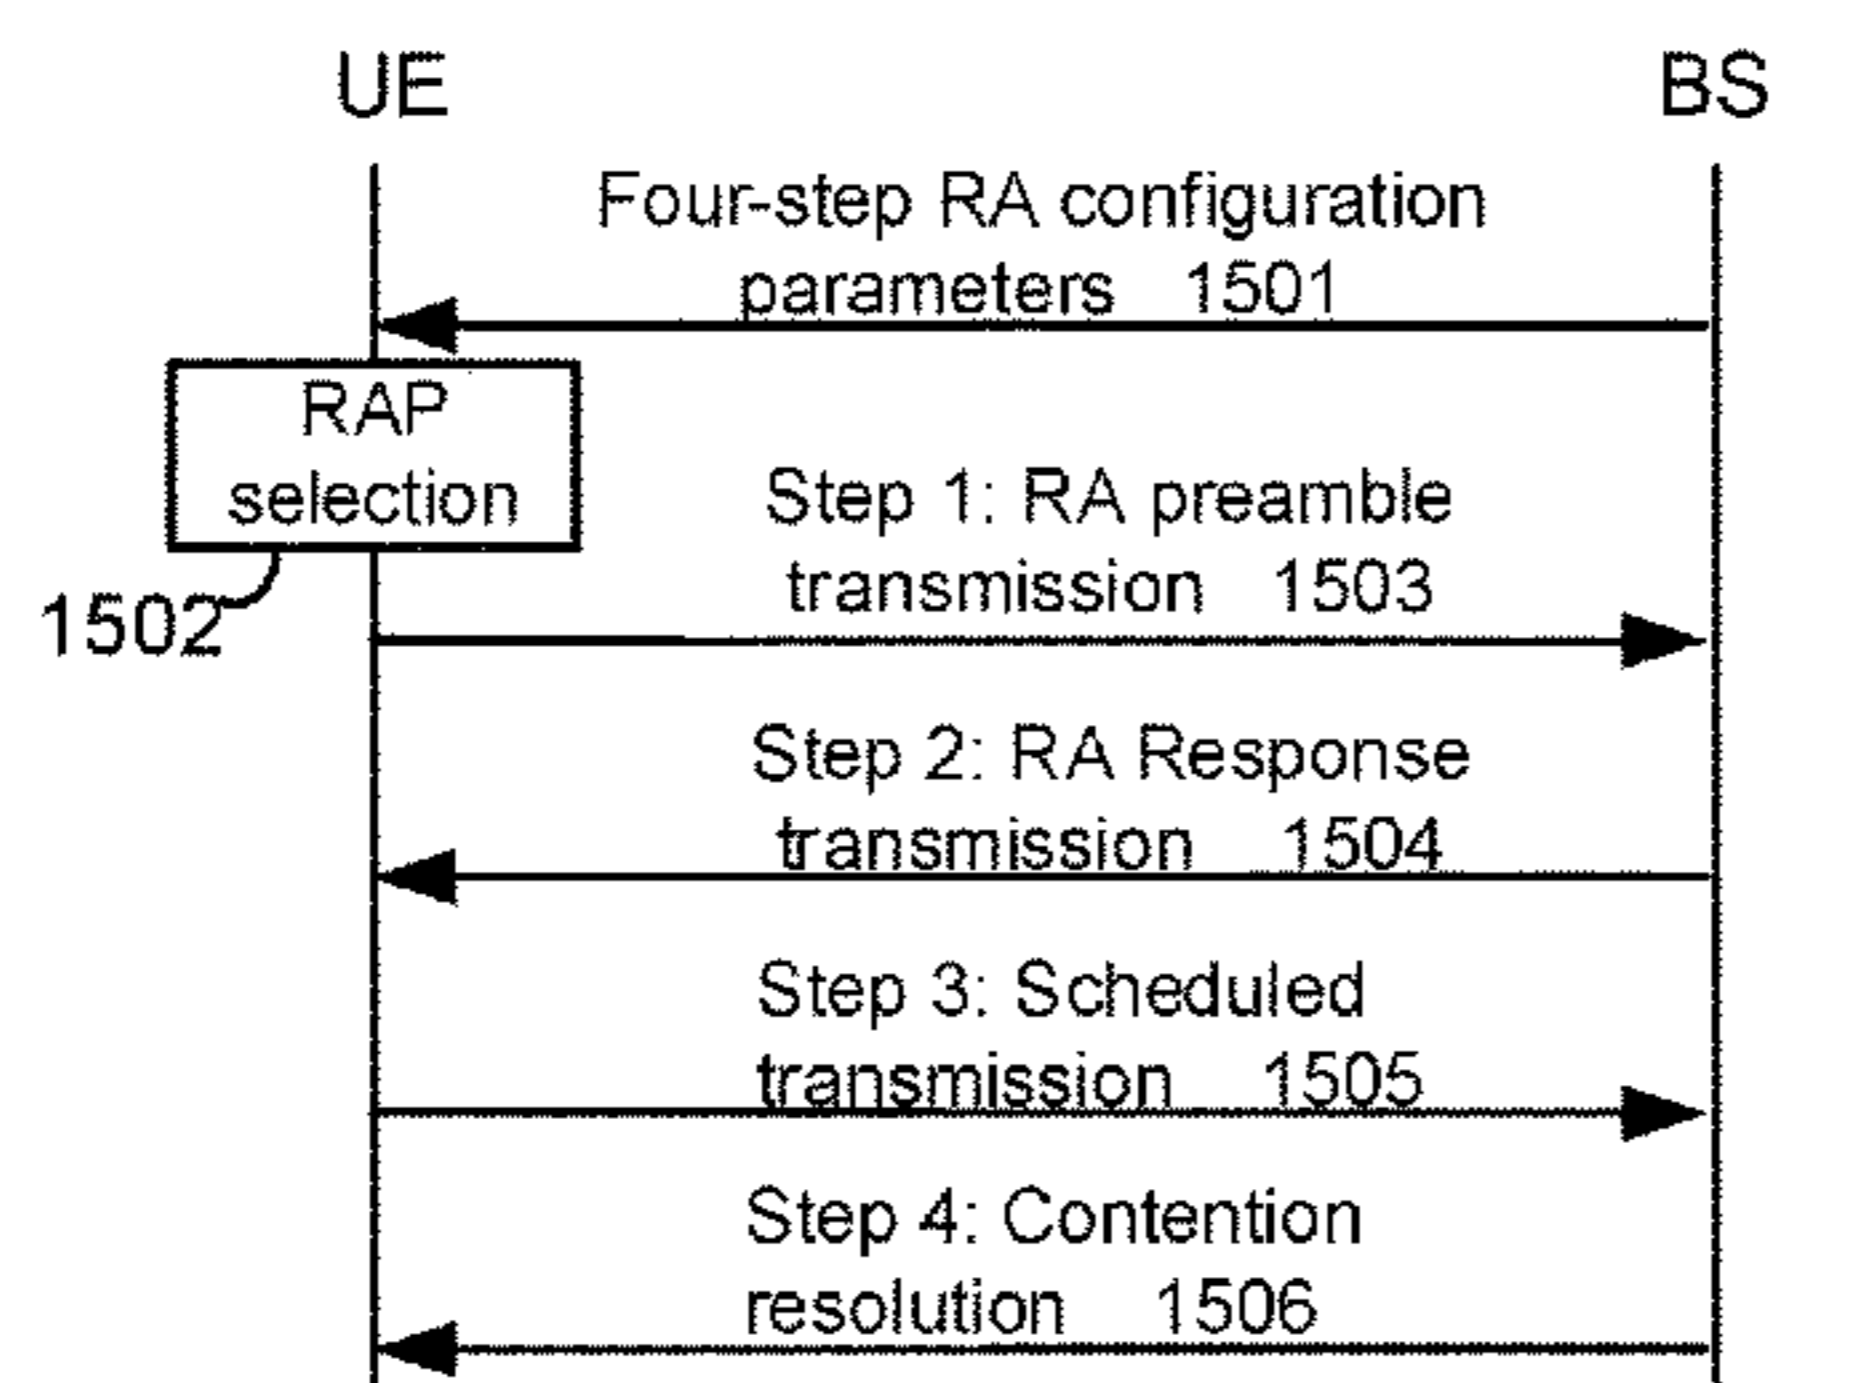 UE BS
Four-step RA configuration
parameters 1501
RAP
selection
1502
Step 1: RA preamble
transmission 1503
Step 2: RA Response
transmission 1504
Step 3: Scheduled
transmission 1505
Step 4: Contention
resolution 1506